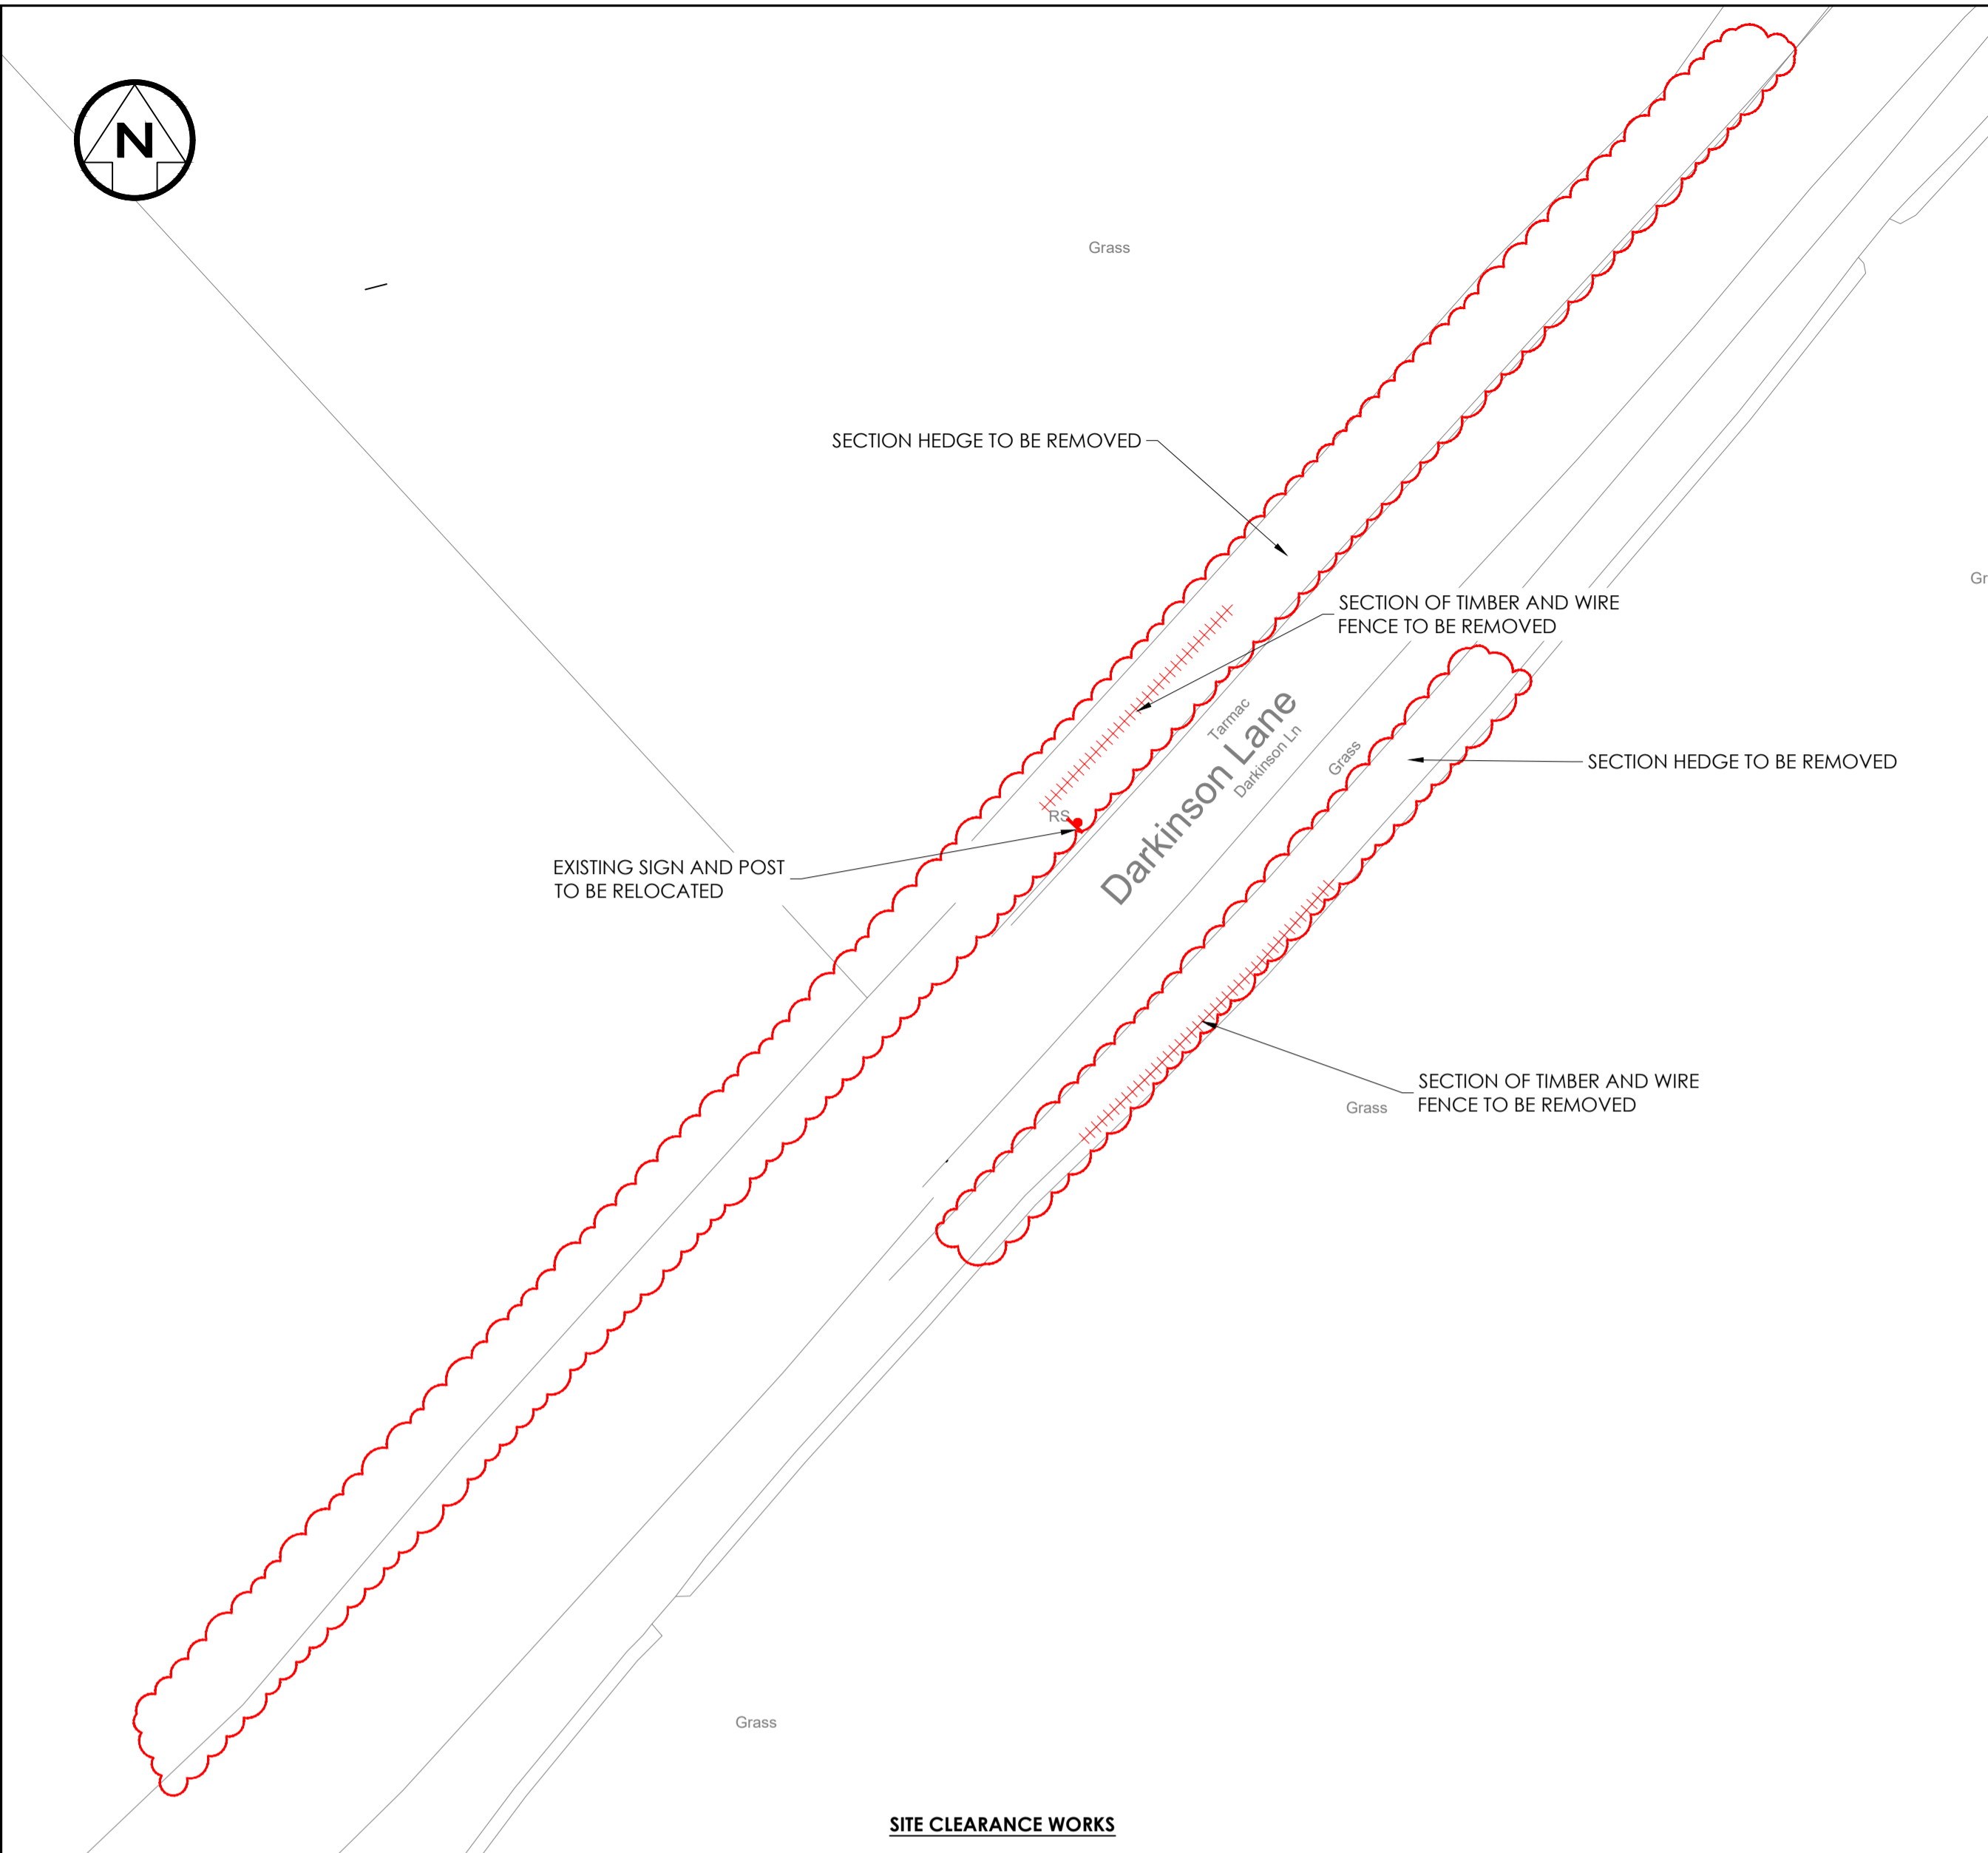 N
Grass
SECTION HEDGE TO BE REMOVED
Gr
SECTION OF TIMBER AND WIRE
FENCE TO BE REMOVED
Tarmac
Darkinson Lane
Darkinson Ln
Grass
SECTION HEDGE TO BE REMOVED
RS
EXISTING SIGN AND POST
TO BE RELOCATED
SECTION OF TIMBER AND WIRE
FENCE TO BE REMOVED
Grass
Grass
SITE CLEARANCE WORKS